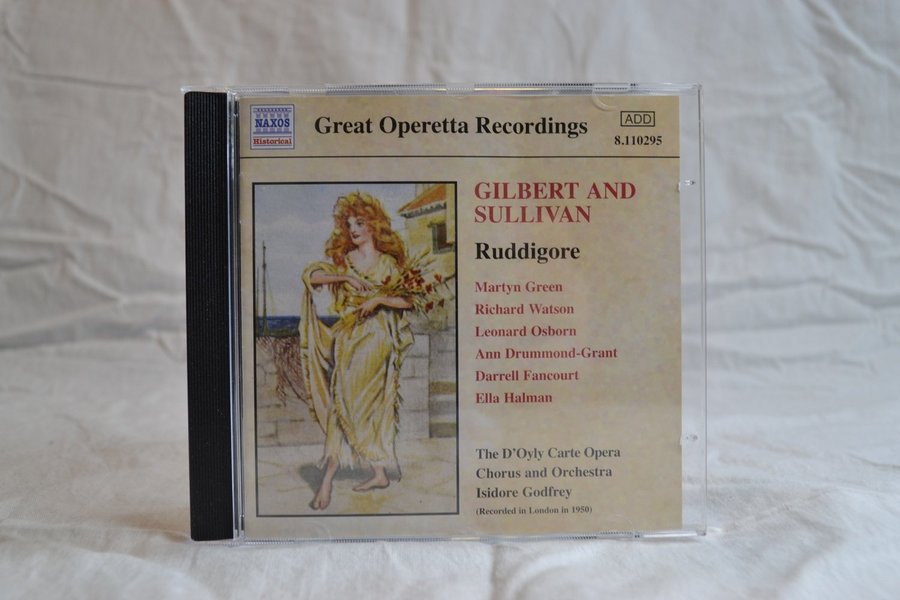 NAXOS
Historical
Great Operetta Recordings
ADD
8.110295
GILBERT AND
SULLIVAN
Ruddigore
Martyn Green
Richard Watson
Leonard Osborn
Ann Drummond-Grant
Darrell Fancourt
Ella Halman
The D'Oyly Carte Opera
Chorus and Orchestra
Isidore Godfrey
(Recorded in London in 1950)